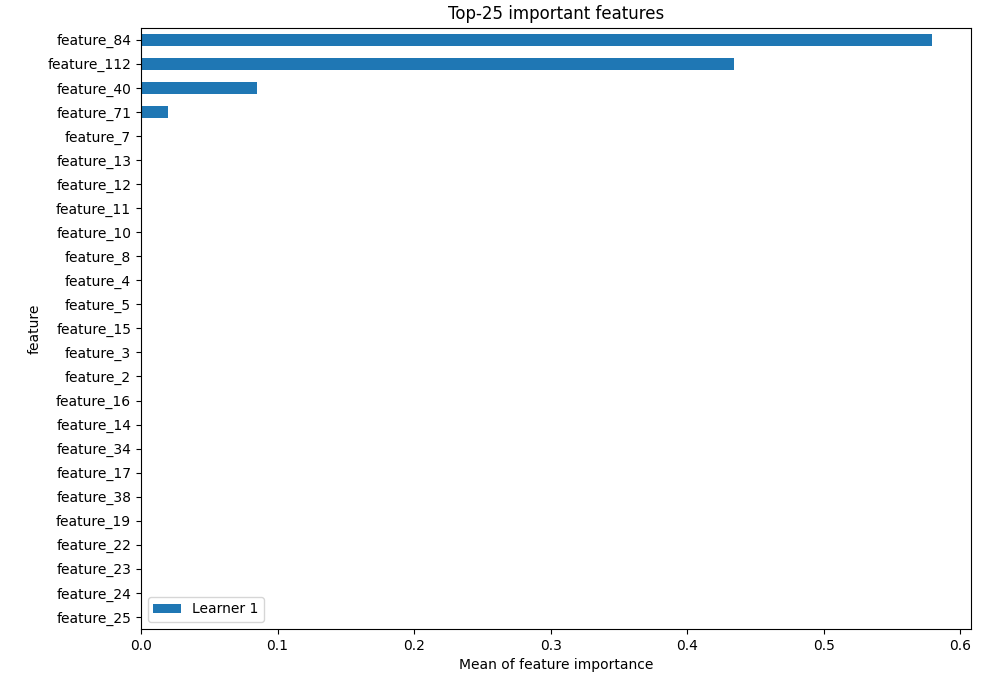 Top-25 important features
feature_84
feature_112
feature_40
feature_71
feature_7
feature_13
feature_12
feature_11
feature_10
feature_8
feature_4
feature_5
feature_15
feature_3
feature_2
feature_16
feature_14
feature_34
feature_17
feature_38
feature_19
feature_22
feature_23
feature_24
feature_25
feature
Learner 1
0.0 0.1 0.2 0.3 0.4 0.5 0.6
Mean of feature importance